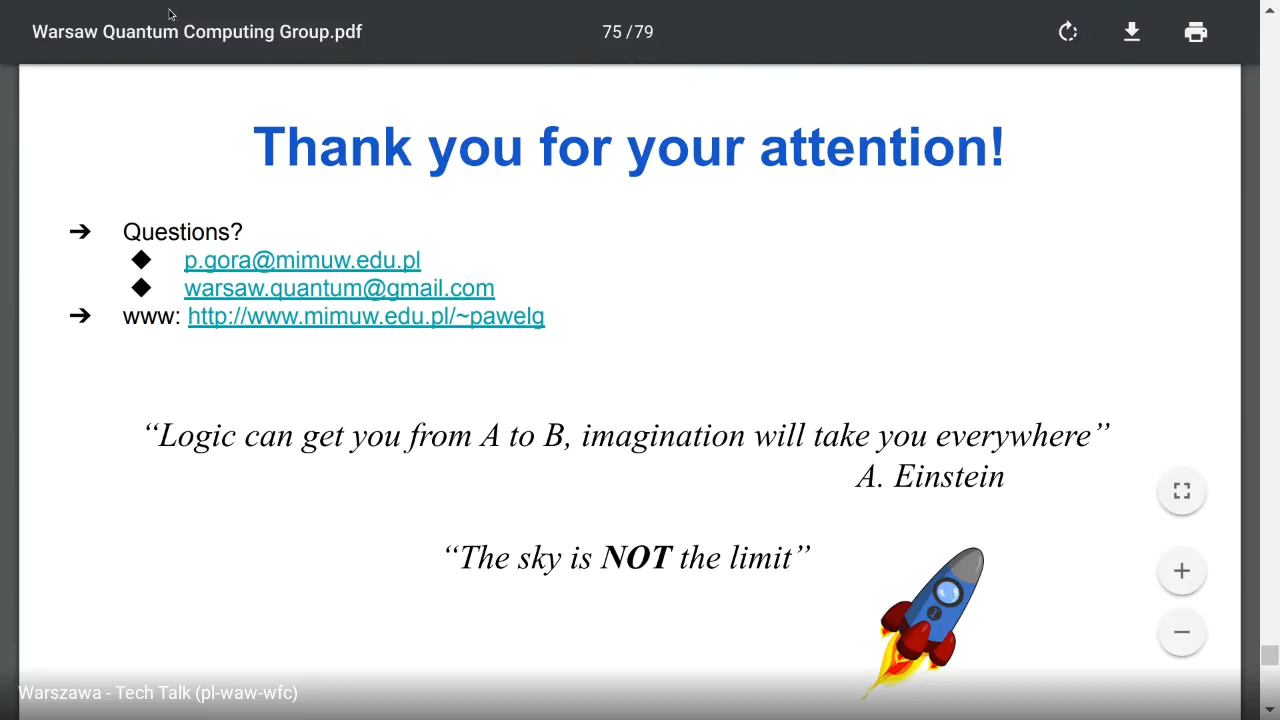 Warsaw Quantum Computing Group.pdf
75 / 79
Thank you for your attention!
➔ Questions?
◆ p.gora@mimuw.edu.pl
◆ warsaw.quantum@gmail.com
➔ www: http://www.mimuw.edu.pl/~pawelg
“Logic can get you from A to B, imagination will take you everywhere”
A. Einstein
“The sky is NOT the limit”
Warszawa - Tech Talk (pl-waw-wfc)